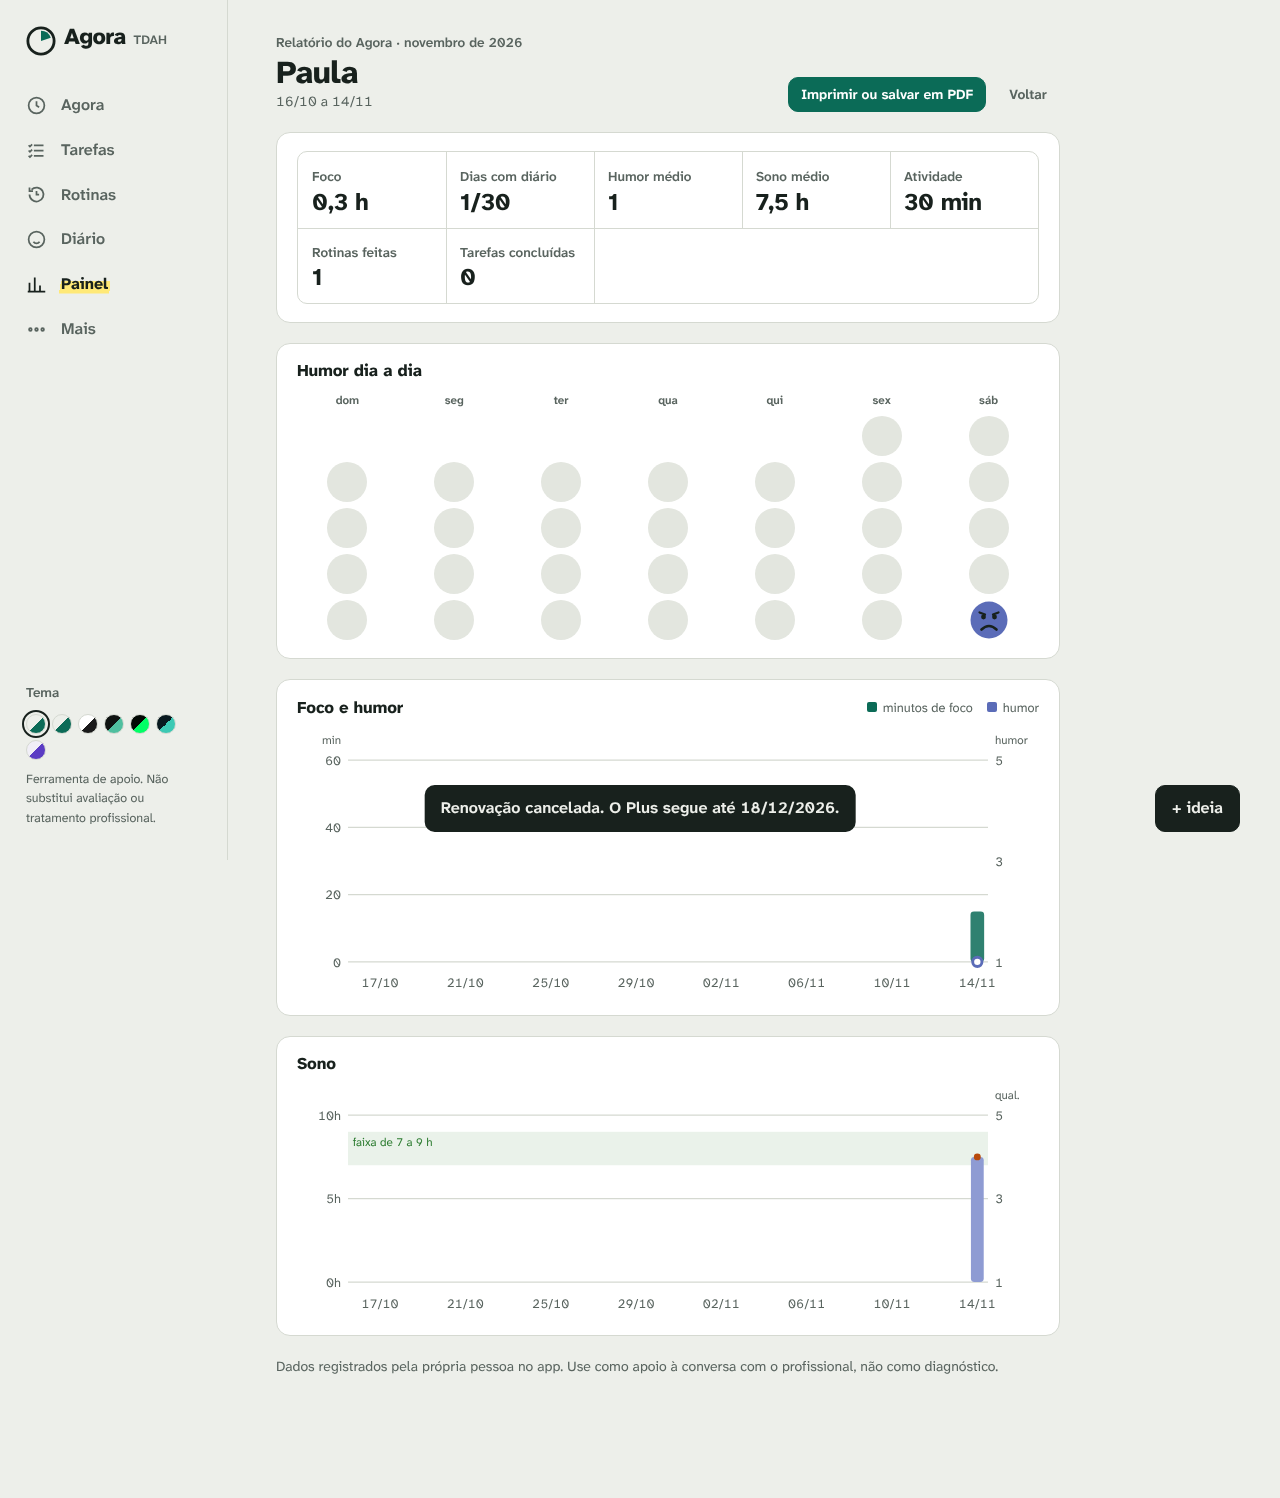 Agora TDAH
Agora
Tarefas
Rotinas
Diário
Painel
Mais
Tema
Ferramenta de apoio. Não
substitui avaliação ou
tratamento profissional.
Relatório do Agora · novembro de 2026
Paula
16/10 a 14/11
Imprimir ou salvar em PDF
Voltar
Foco
0,3 h
Dias com diário
1/30
Humor médio
1
Sono médio
7,5 h
Atividade
30 min
Rotinas feitas
1
Tarefas concluídas
0
Humor dia a dia
dom seg ter qua qui sex sáb
Foco e humor
minutos de foco humor
min humor
60 5
Renovação cancelada. O Plus segue até 18/12/2026.
+ ideia
40
3
20
0 1
17/10 21/10 25/10 29/10 02/11 06/11 10/11 14/11
Sono
qual.
10h 5
faixa de 7 a 9 h
5h 3
0h 1
17/10 21/10 25/10 29/10 02/11 06/11 10/11 14/11
Dados registrados pela própria pessoa no app. Use como apoio à conversa com o profissional, não como diagnóstico.